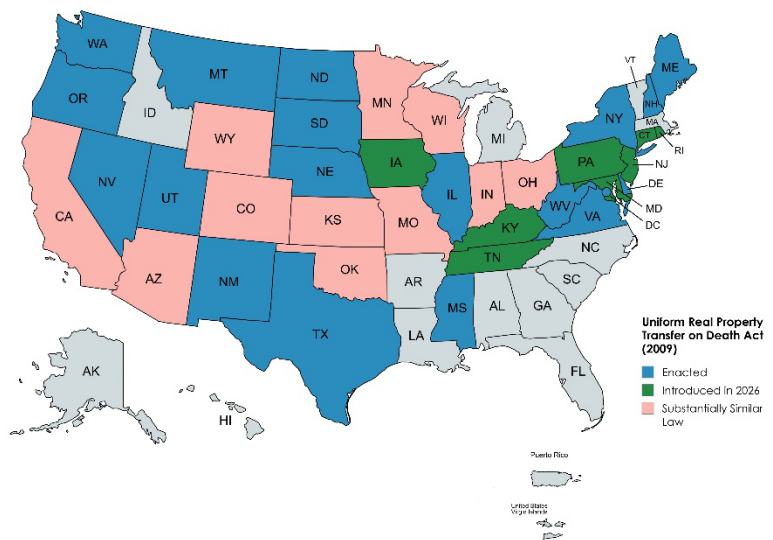 WA
MT
ND
MN
VT
ME
OR
ID
SD
WI
NH
NY
MA
WY
MI
CT
RI
IA
PA
NJ
NE
NV
UT
IL
IN
OH
DE
WV
MD
CA
CO
KS
MO
VA
DC
KY
NC
TN
AZ
NM
OK
AR
SC
MS
AL
GA
TX
LA
FL
AK
HI
Uniform Real Property
Transfer on Death Act
(2009)
Enacted
Introduced in 2026
Substantially Similar
Law
Puerto Rico
United States
Virgin Islands